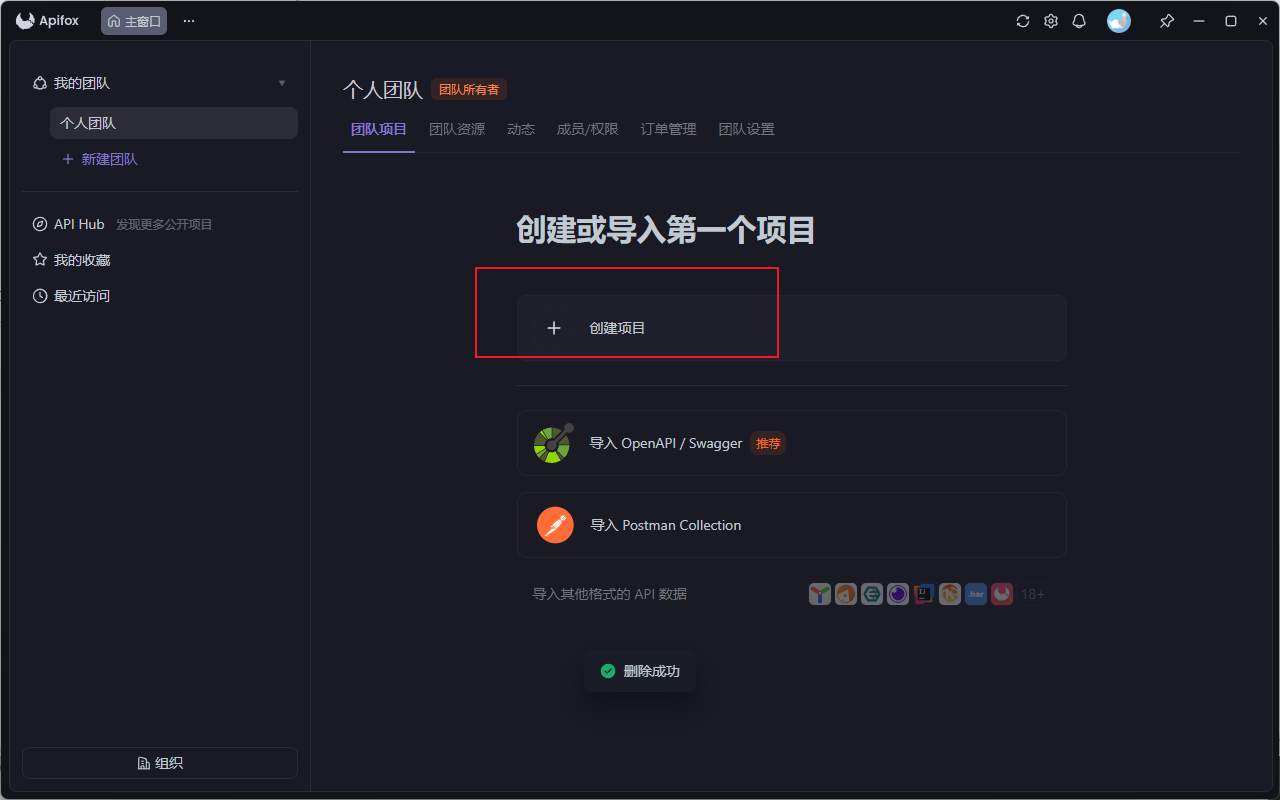 Apifox
主窗口
···
我的团队
个人团队
+ 新建团队
API Hub 发现更多公开项目
我的收藏
最近访问
组织
个人团队 团队所有者
团队项目 团队资源 动态 成员/权限 订单管理 团队设置
创建或导入第一个项目
+ 创建项目
导入 OpenAPI / Swagger 推荐
导入 Postman Collection
导入其他格式的 API 数据 IJ .har 18+
删除成功